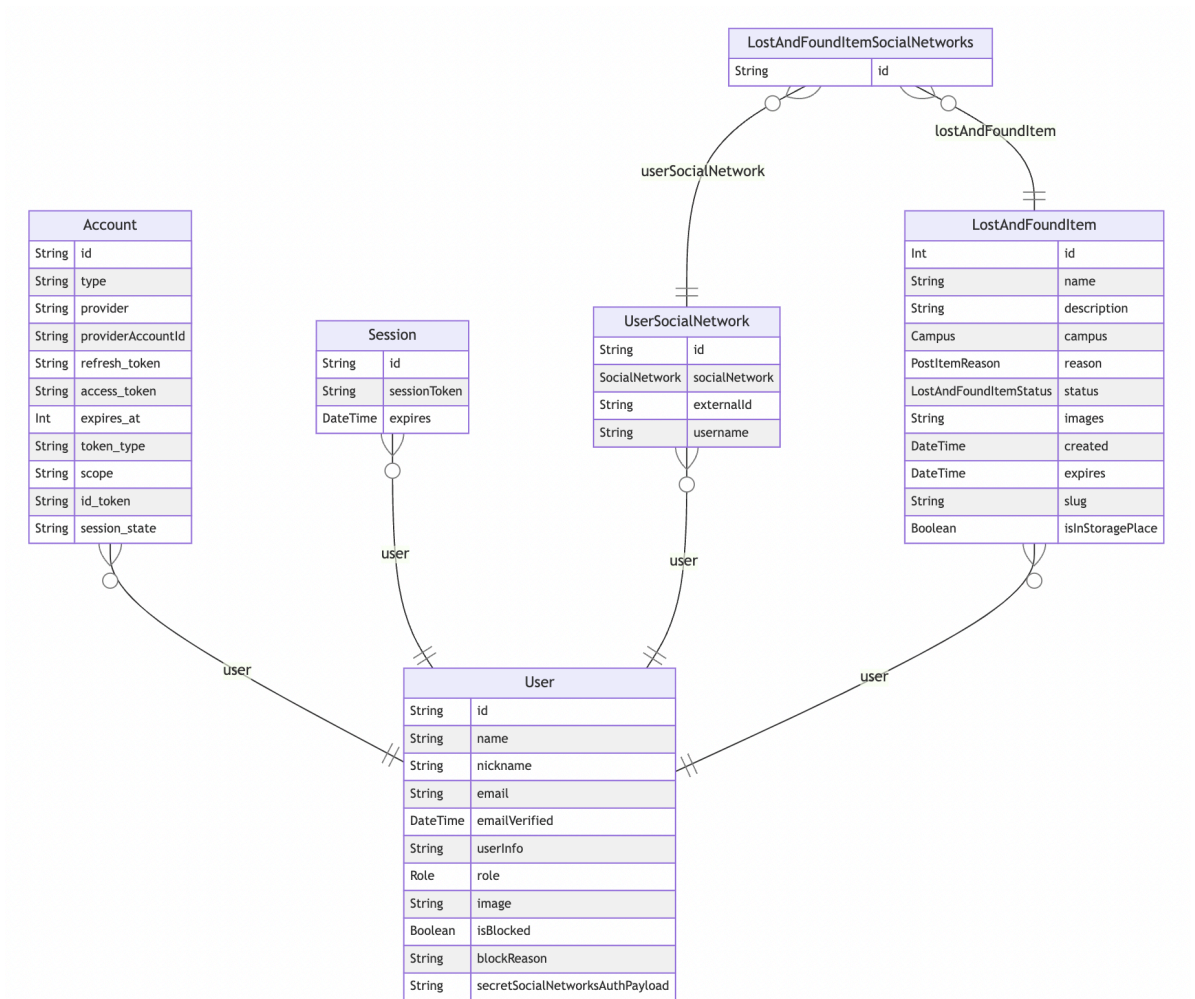 LostAndFoundItemSocialNetworks
String id
lostAndFoundItem
userSocialNetwork
Account
String id
String type
String provider
String providerAccountId
String refresh_token
String access_token
Int expires_at
String token_type
String scope
String id_token
String session_state
Session
String id
String sessionToken
DateTime expires
UserSocialNetwork
String id
SocialNetwork socialNetwork
String externalId
String username
LostAndFoundItem
Int id
String name
String description
Campus campus
PostItemReason reason
LostAndFoundItemStatus status
String images
DateTime created
DateTime expires
String slug
Boolean isInStoragePlace
user
user
user
user
User
String id
String name
String nickname
String email
DateTime emailVerified
String userInfo
Role role
String image
Boolean isBlocked
String blockReason
String secretSocialNetworksAuthPayload